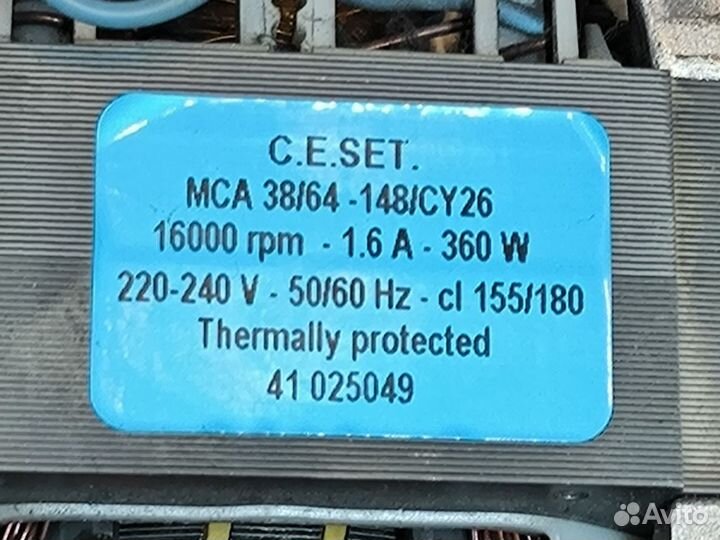 C.E.SET.
MCA 38/64 -148/CY26
16000 rpm - 1.6 A - 360 W
220-240 V - 50/60 Hz - cl 155/180
Thermally protected
41 025049
Avito